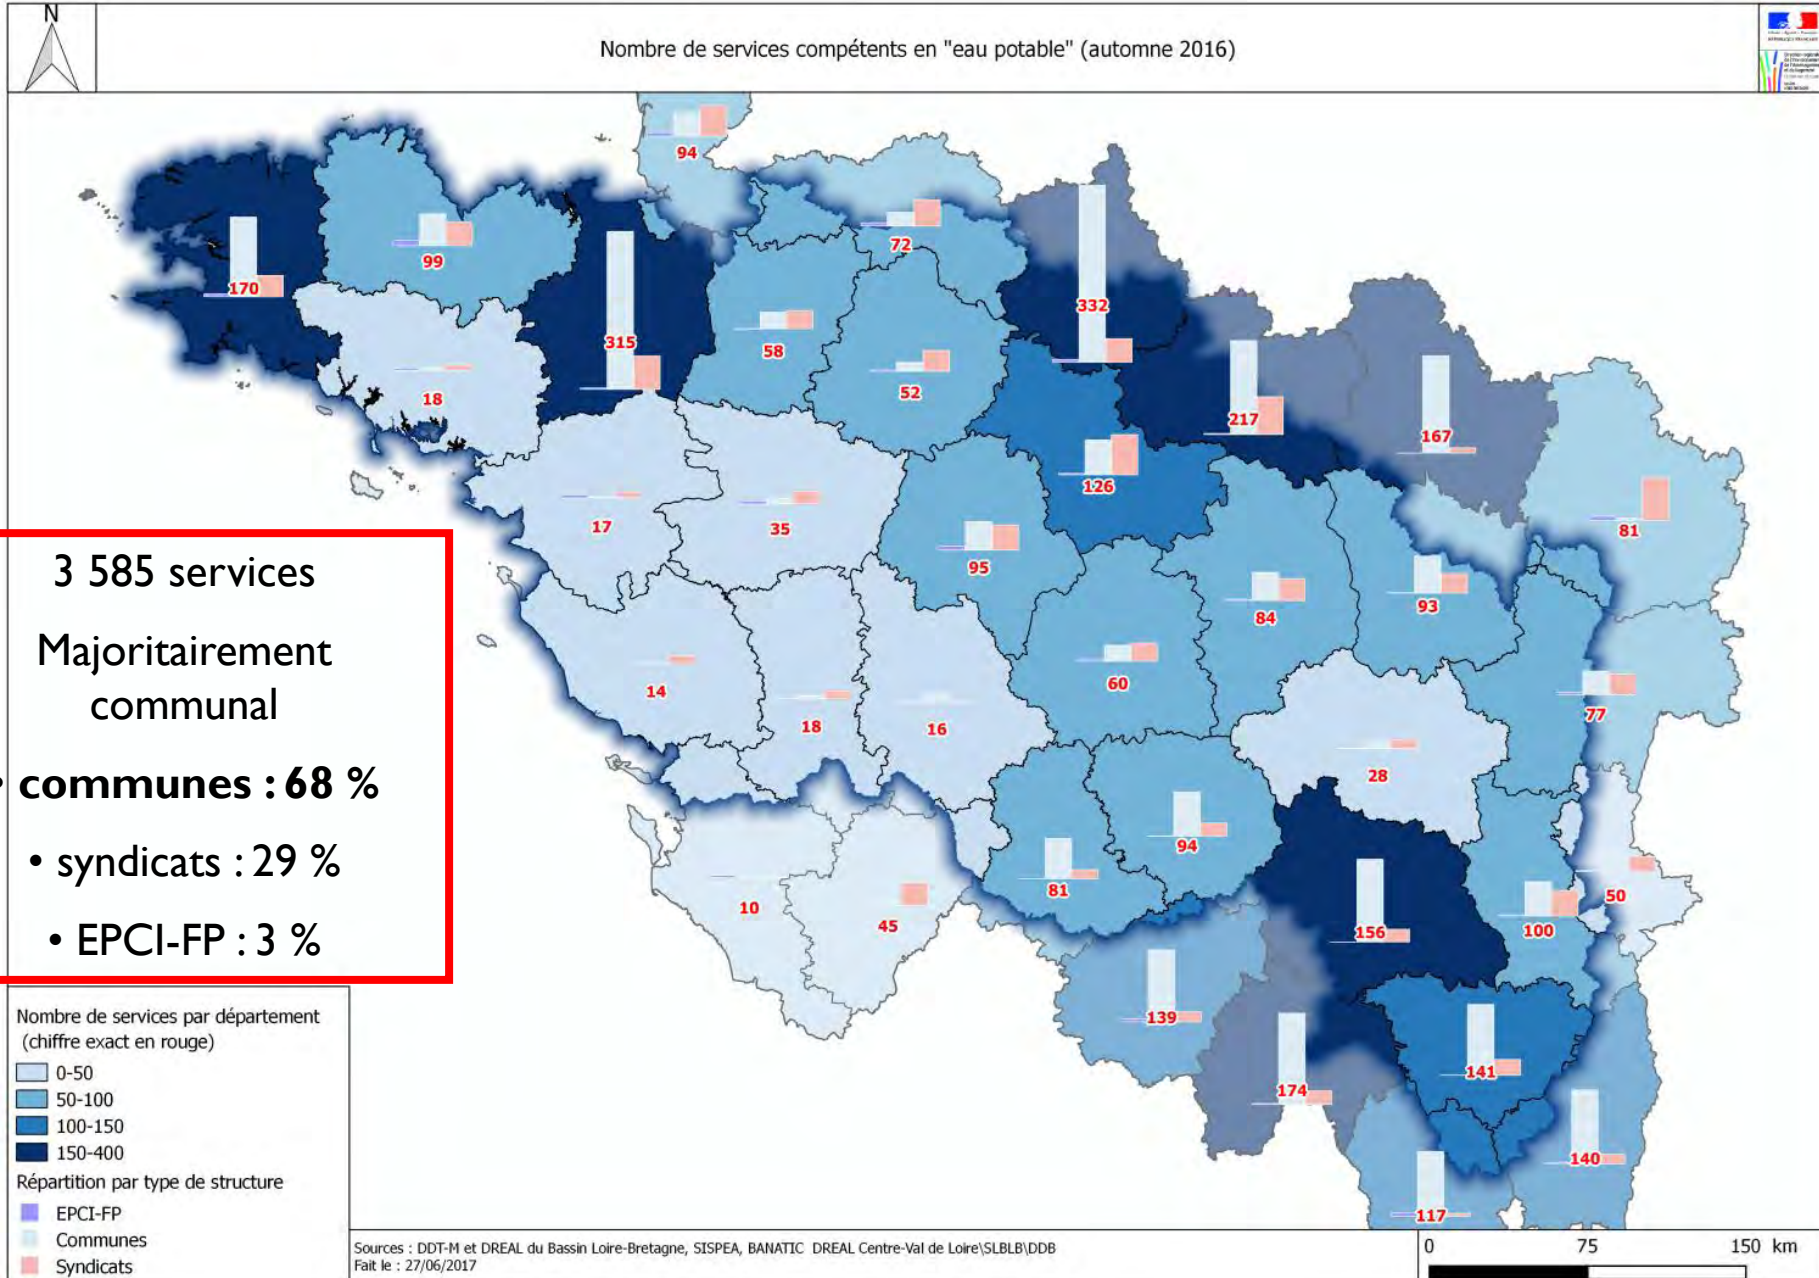 N
Nombre de services compétents en "eau potable" (automne 2016)
94
170
99
72
332
315
58
52
217
167
18
126
81
17
35
95
84
93
14
18
16
60
77
28
94
81
10
45
156
100
50
139
174
141
140
117
3 585 services
Majoritairement
communal
• communes : 68 %
• syndicats : 29 %
• EPCI-FP : 3 %
Nombre de services par département
(chiffre exact en rouge)
0-50
50-100
100-150
150-400
Répartition par type de structure
EPCI-FP
Communes
Syndicats
Sources : DDT-M et DREAL du Bassin Loire-Bretagne, SISPEA, BANATIC DREAL Centre-Val de Loire\SLBLB\DDB
Fait le : 27/06/2017
0 75 150 km